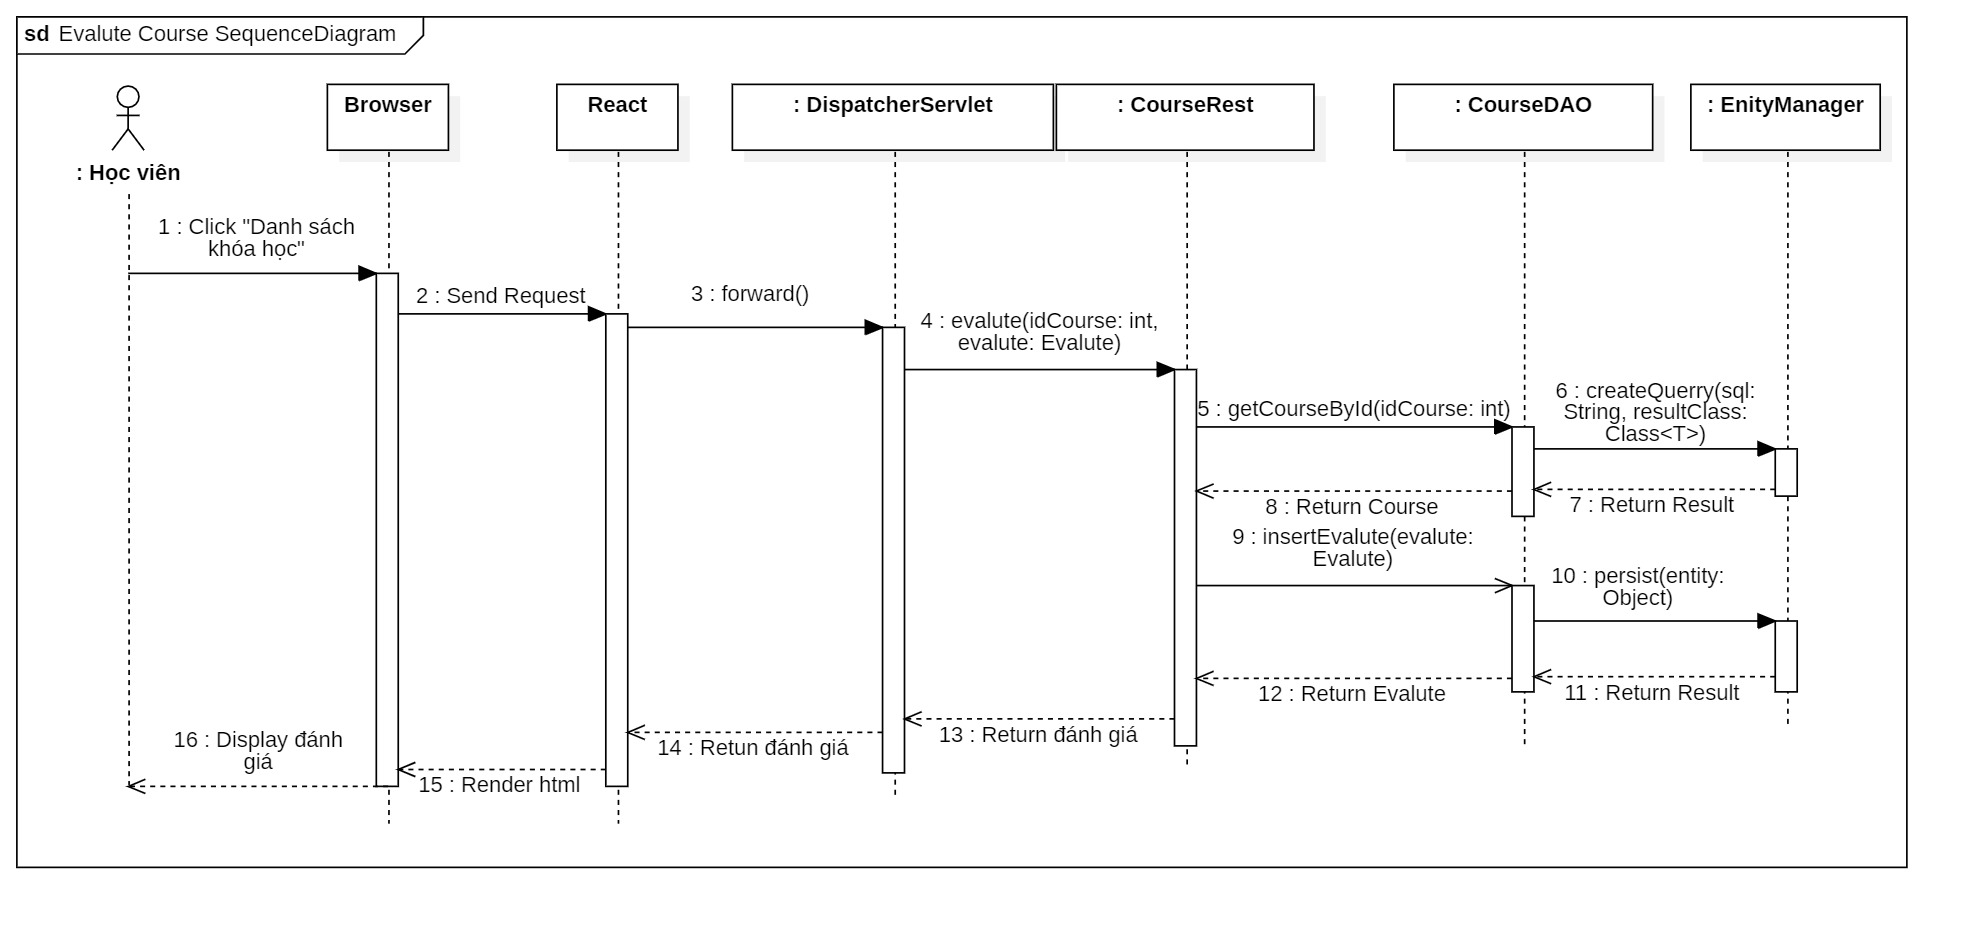 sd Evalute Course SequenceDiagram
Browser
React
: DispatcherServlet
: CourseRest
: CourseDAO
: EnityManager
: Học viên
1 : Click "Danh sách
khóa học"
2 : Send Request
3 : forward()
4 : evalute(idCourse: int,
evalute: Evalute)
5 : getCourseById(idCourse: int)
6 : createQuerry(sql:
String, resultClass:
Class<T>)
7 : Return Result
8 : Return Course
9 : insertEvalute(evalute:
Evalute)
10 : persist(entity:
Object)
11 : Return Result
12 : Return Evalute
13 : Return đánh giá
14 : Retun đánh giá
15 : Render html
16 : Display đánh
giá